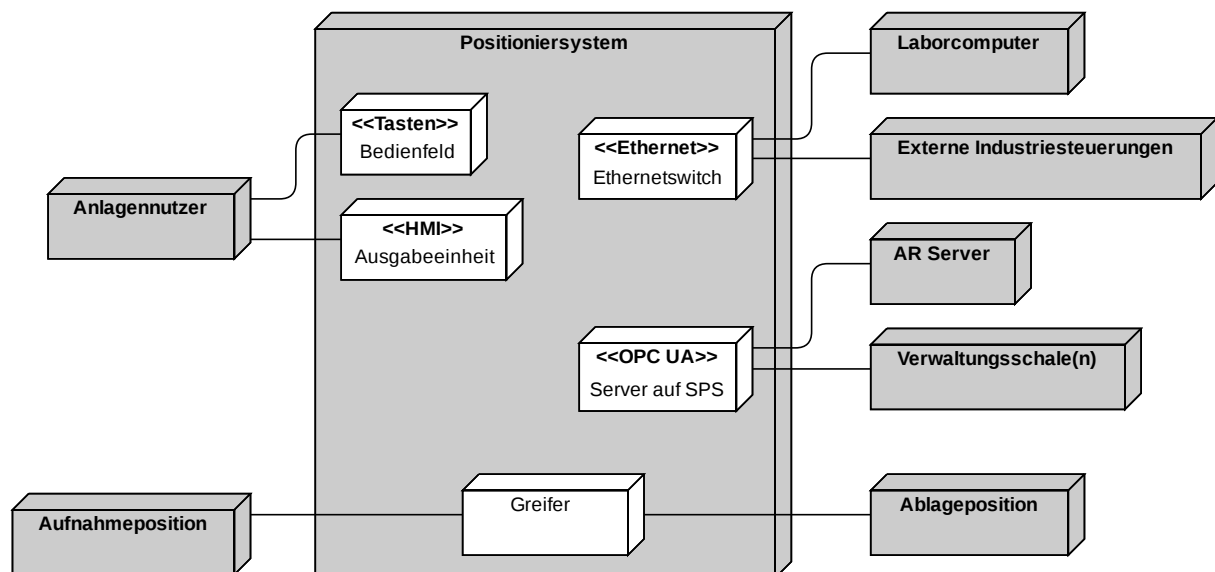 Positioniersystem
<<Tasten>>
Bedienfeld
Anlagennutzer
<<HMI>>
Ausgabeeinheit
<<Ethernet>>
Ethernetswitch
Laborcomputer
Externe Industriesteuerungen
AR Server
<<OPC UA>>
Server auf SPS
Verwaltungsschale(n)
Aufnahmeposition
Greifer
Ablageposition